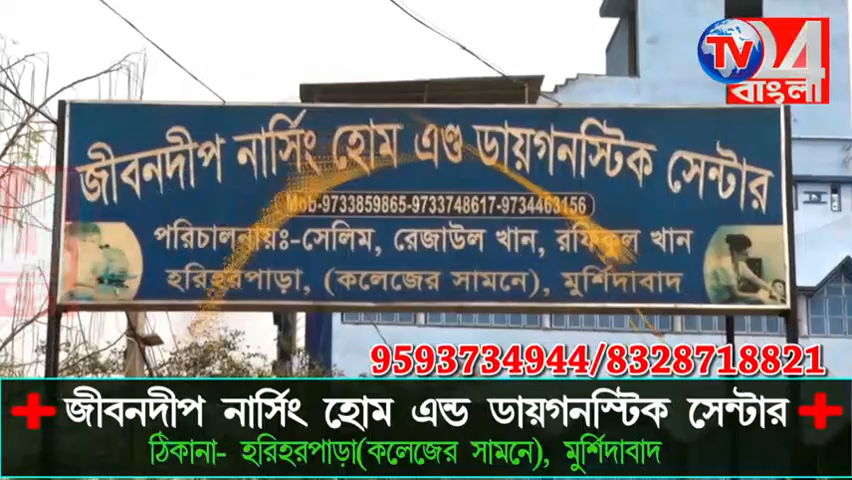 TV 24
বাংলা
জীবনদীপ নার্সিং হোম এণ্ড ডায়গনস্টিক সেন্টার
Mob-9733859865-9733748617-9734463156
পরিচালনায়ঃ-সেলিম, রেজাউল খান, রফিকুল খান
হরিহরপাড়া, (কলেজের সামনে), মুর্শিদাবাদ
9593734944/8328718821
জীবনদীপ নার্সিং হোম এন্ড ডায়গনস্টিক সেন্টার
ঠিকানা- হরিহরপাড়া(কলেজের সামনে), মুর্শিদাবাদ